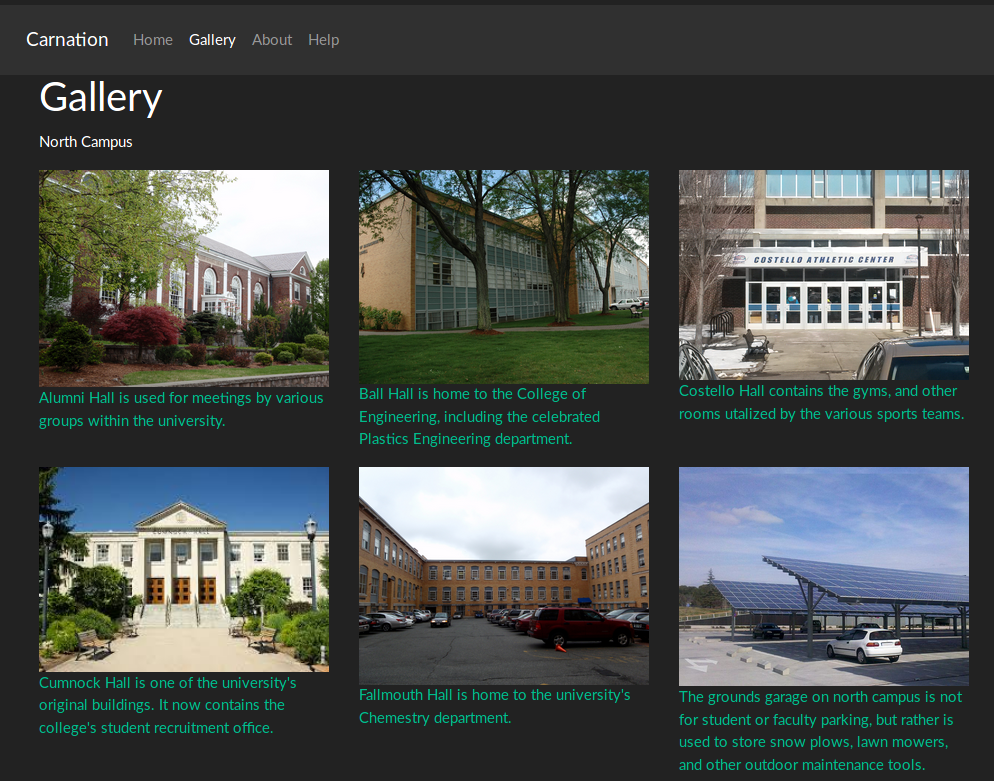 Carnation Home Gallery About Help
Gallery
North Campus
COSTELLO ATHLETIC CENTER
Alumni Hall is used for meetings by various
groups within the university.
Ball Hall is home to the College of
Engineering, including the celebrated
Plastics Engineering department.
Costello Hall contains the gyms, and other
rooms utalized by the various sports teams.
CUMNOCK HALL
Cumnock Hall is one of the university's
original buildings. It now contains the
college's student recruitment office.
Fallmouth Hall is home to the university's
Chemestry department.
The grounds garage on north campus is not
for student or faculty parking, but rather is
used to store snow plows, lawn mowers,
and other outdoor maintenance tools.